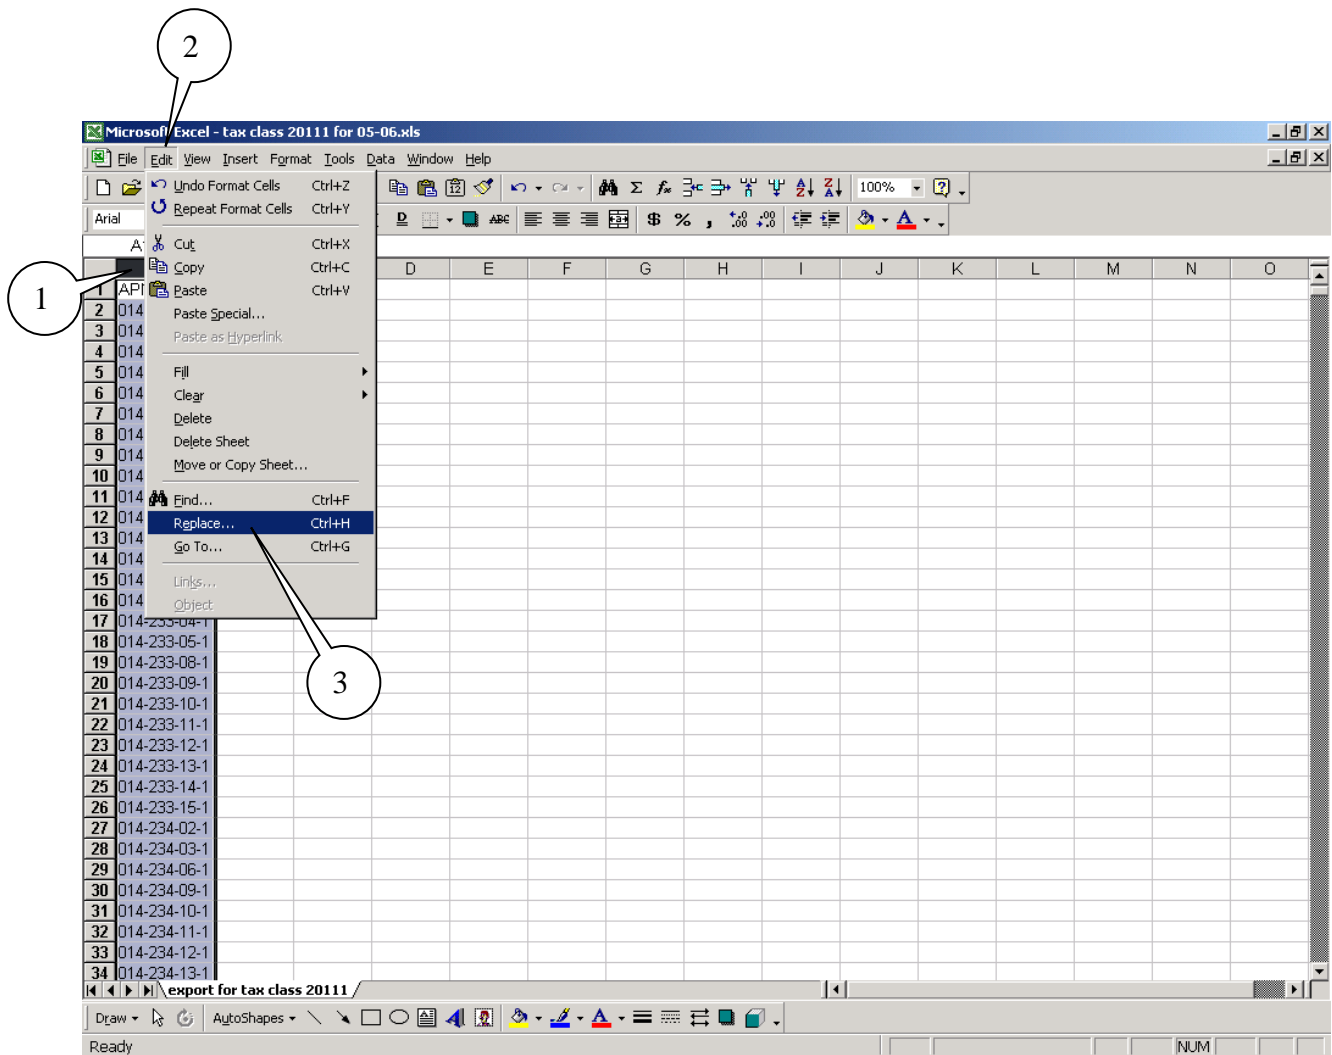 2
Microsoft Excel - tax class 20111 for 05-06.xls
File Edit View Insert Format Tools Data Window Help
Undo Format Cells Ctrl+Z
100%
Repeat Format Cells Ctrl+Y
Arial
D ABC $ % ,
Cut Ctrl+X
Copy Ctrl+C
D E F G H I J K L M N O
1
Paste Ctrl+V
Paste Special...
Paste as Hyperlink
Fill
Clear
Delete
Delete Sheet
Move or Copy Sheet...
Find... Ctrl+F
Replace... Ctrl+H
Go To... Ctrl+G
Links...
Object
3
1 AP
2 014
3 014
4 014
5 014
6 014
7 014
8 014
9 014
10 014
11 014
12 014
13 014
14 014
15 014
16 014
17 014-233-04-1
18 014-233-05-1
19 014-233-08-1
20 014-233-09-1
21 014-233-10-1
22 014-233-11-1
23 014-233-12-1
24 014-233-13-1
25 014-233-14-1
26 014-233-15-1
27 014-234-02-1
28 014-234-03-1
29 014-234-06-1
30 014-234-09-1
31 014-234-10-1
32 014-234-11-1
33 014-234-12-1
34 014-234-13-1
export for tax class 20111
Draw AutoShapes
Ready NUM